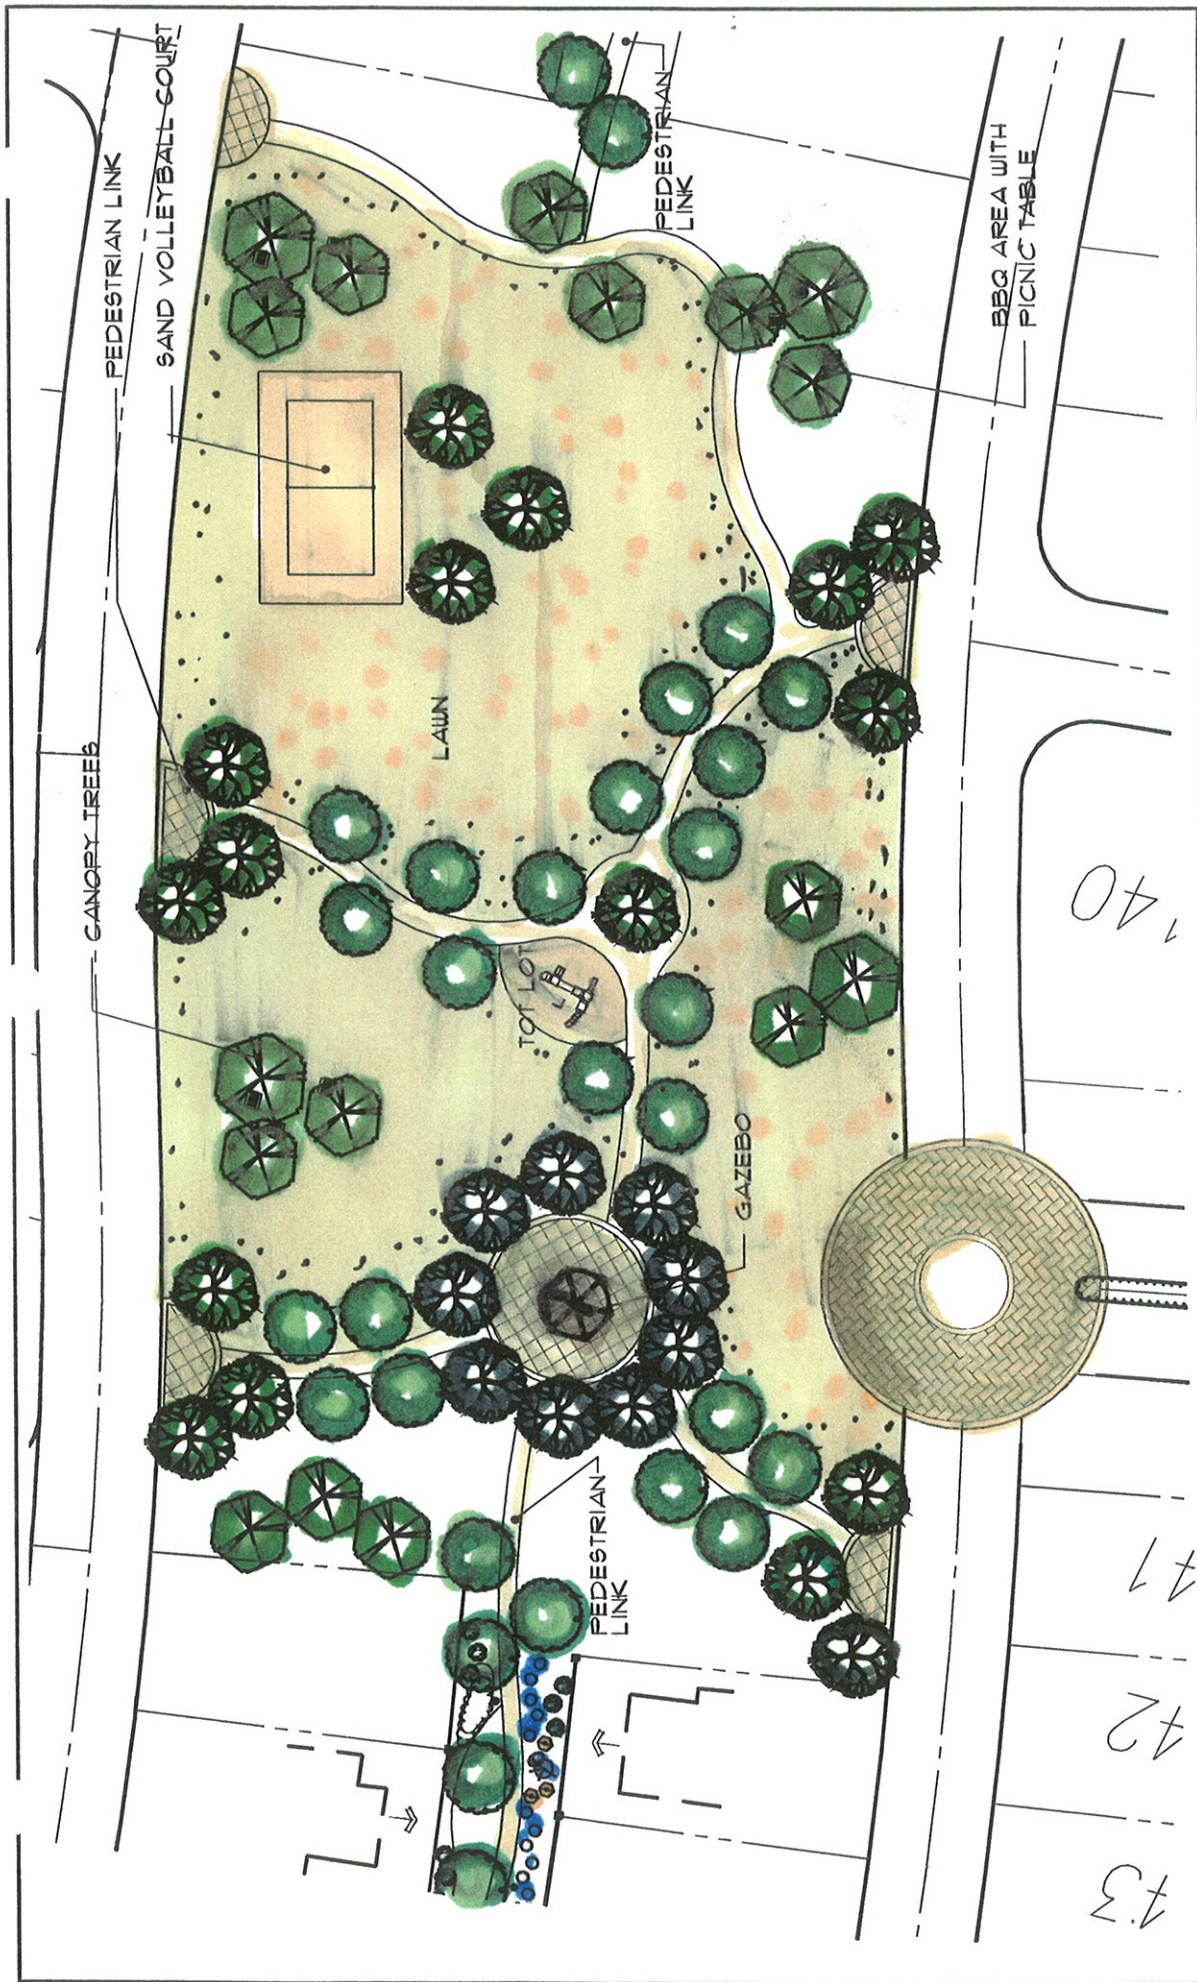 PEDESTRIAN LINK
SAND VOLLEYBALL COURT
PEDESTRIAN
LINK
BBQ AREA WITH
PICNIC TABLE
CANOPY TREES
LAWN
TOT LOT
GAZEBO
PEDESTRIAN
LINK
'40
41
42
43